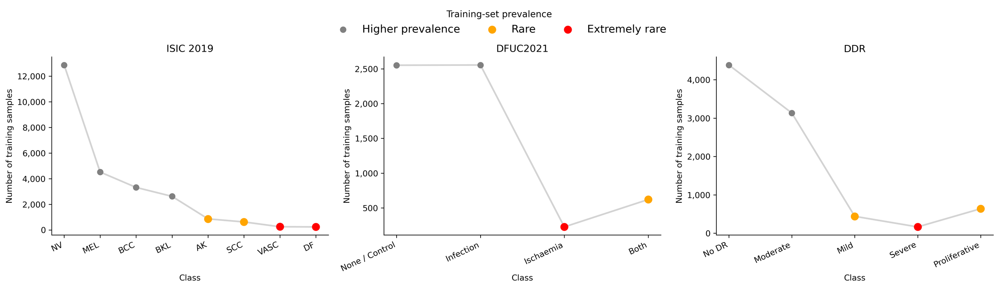 Training-set prevalence
Higher prevalence Rare Extremely rare
ISIC 2019
Number of training samples
12,000
10,000
8,000
6,000
4,000
2,000
0
NV MEL BCC BKL AK SCC VASC DF
Class
DFUC2021
Number of training samples
2,500
2,000
1,500
1,000
500
None / Control Infection Ischaemia Both
Class
DDR
Number of training samples
4,000
3,000
2,000
1,000
0
No DR Moderate Mild Severe Proliferative
Class